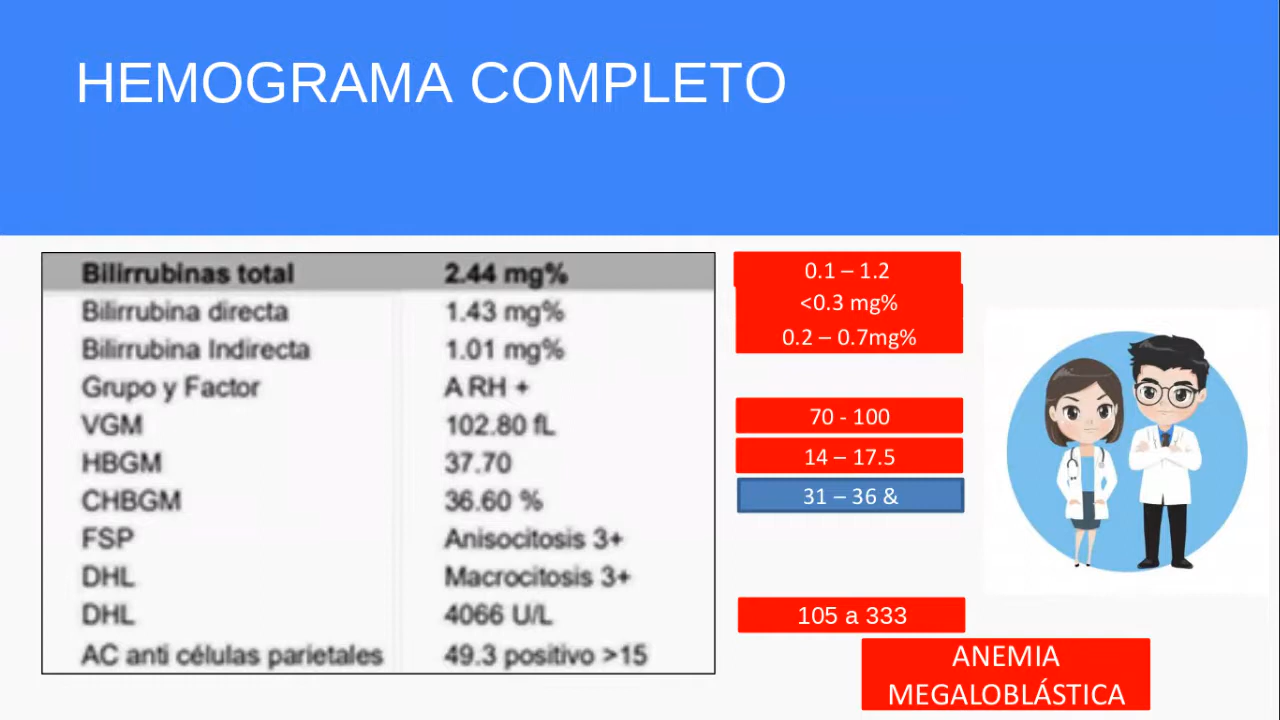 HEMOGRAMA COMPLETO
Bilirrubinas total 2.44 mg% 0.1 – 1.2
Bilirrubina directa 1.43 mg% <0.3 mg%
Bilirrubina Indirecta 1.01 mg% 0.2 – 0.7mg%
Grupo y Factor A RH +
VGM 102.80 fL 70 - 100
HBGM 37.70 14 – 17.5
CHBGM 36.60 % 31 – 36 &
FSP Anisocitosis 3+
DHL Macrocitosis 3+
DHL 4066 U/L 105 a 333
AC anti células parietales 49.3 positivo >15
ANEMIA
MEGALOBLÁSTICA